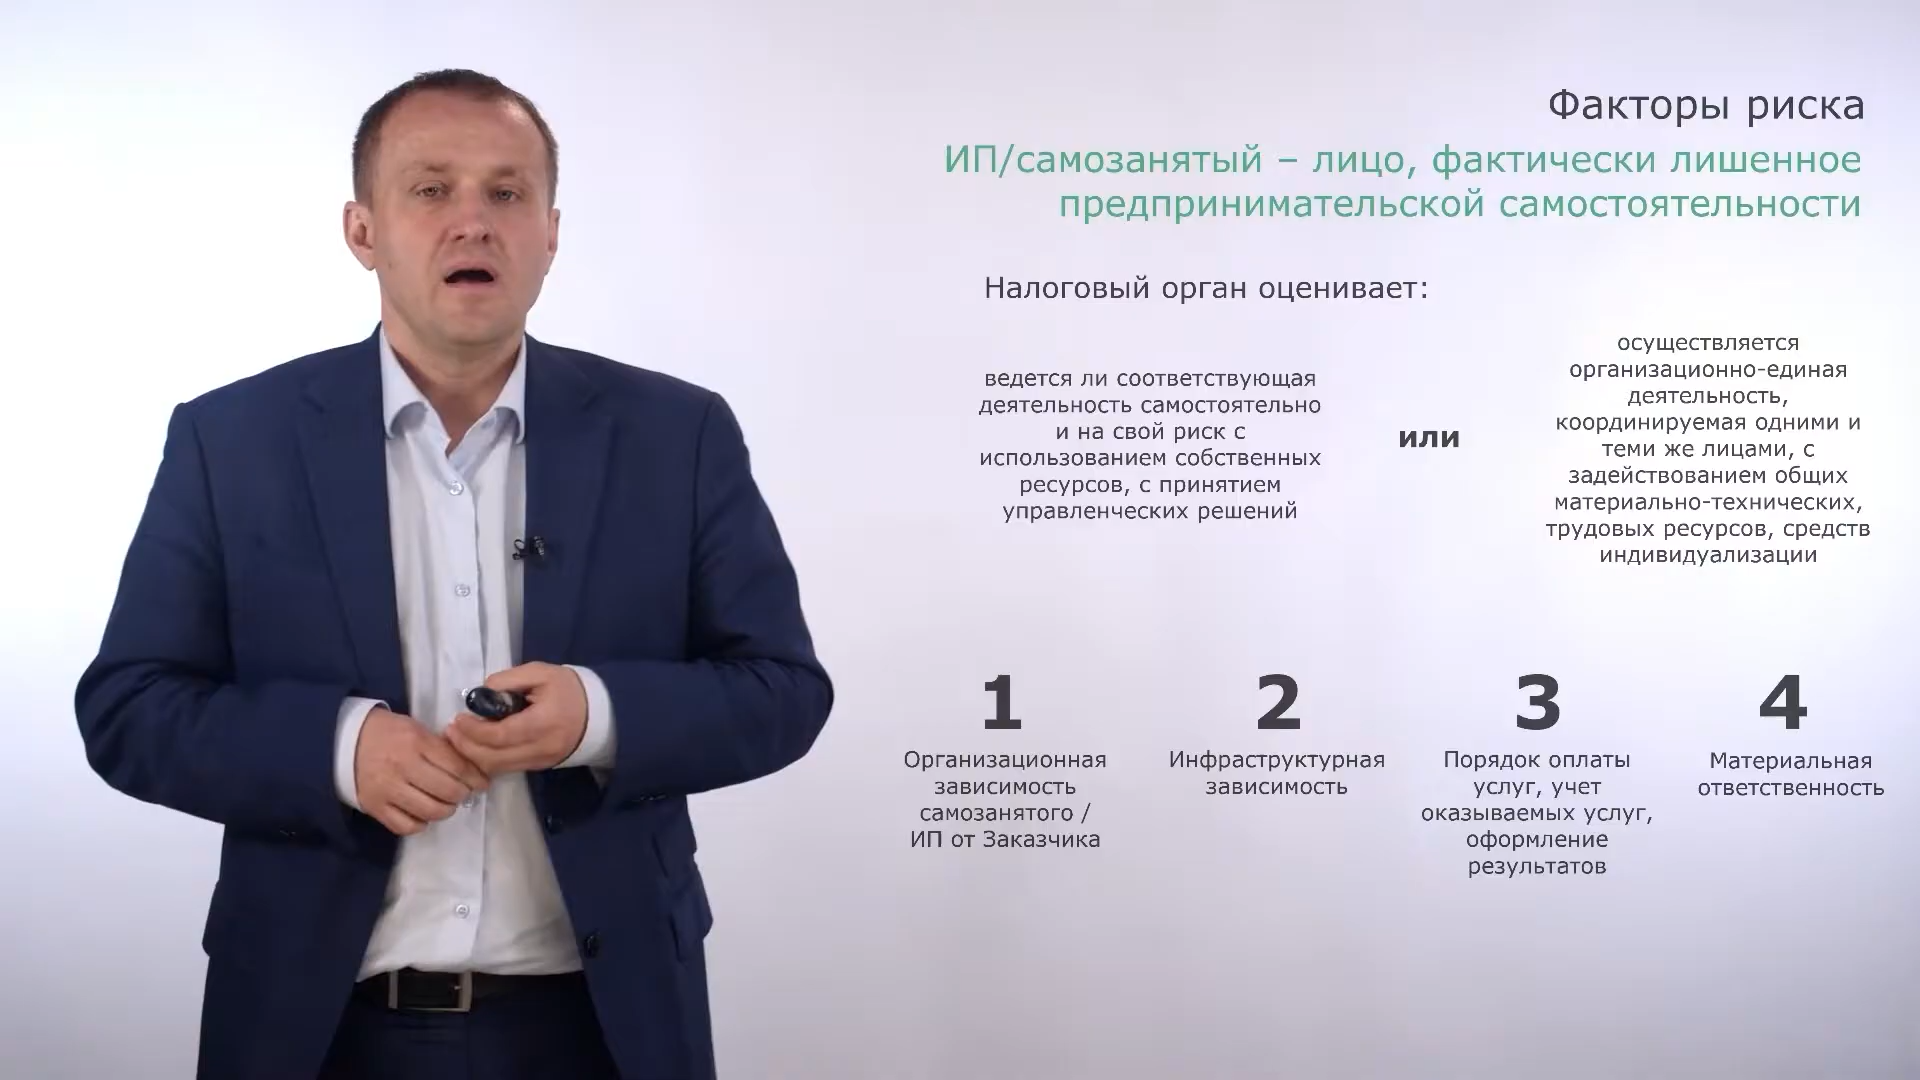 Факторы риска
ИП/самозанятый – лицо, фактически лишенное
предпринимательской самостоятельности
Налоговый орган оценивает:
ведется ли соответствующая
деятельность самостоятельно
и на свой риск с
использованием собственных
ресурсов, с принятием
управленческих решений
или
осуществляется
организационно-единая
деятельность,
координируемая одними и
теми же лицами, с
задействованием общих
материально-технических,
трудовых ресурсов, средств
индивидуализации
1
Организационная
зависимость
самозанятого /
ИП от Заказчика
2
Инфраструктурная
зависимость
3
Порядок оплаты
услуг, учет
оказываемых услуг,
оформление
результатов
4
Материальная
ответственность